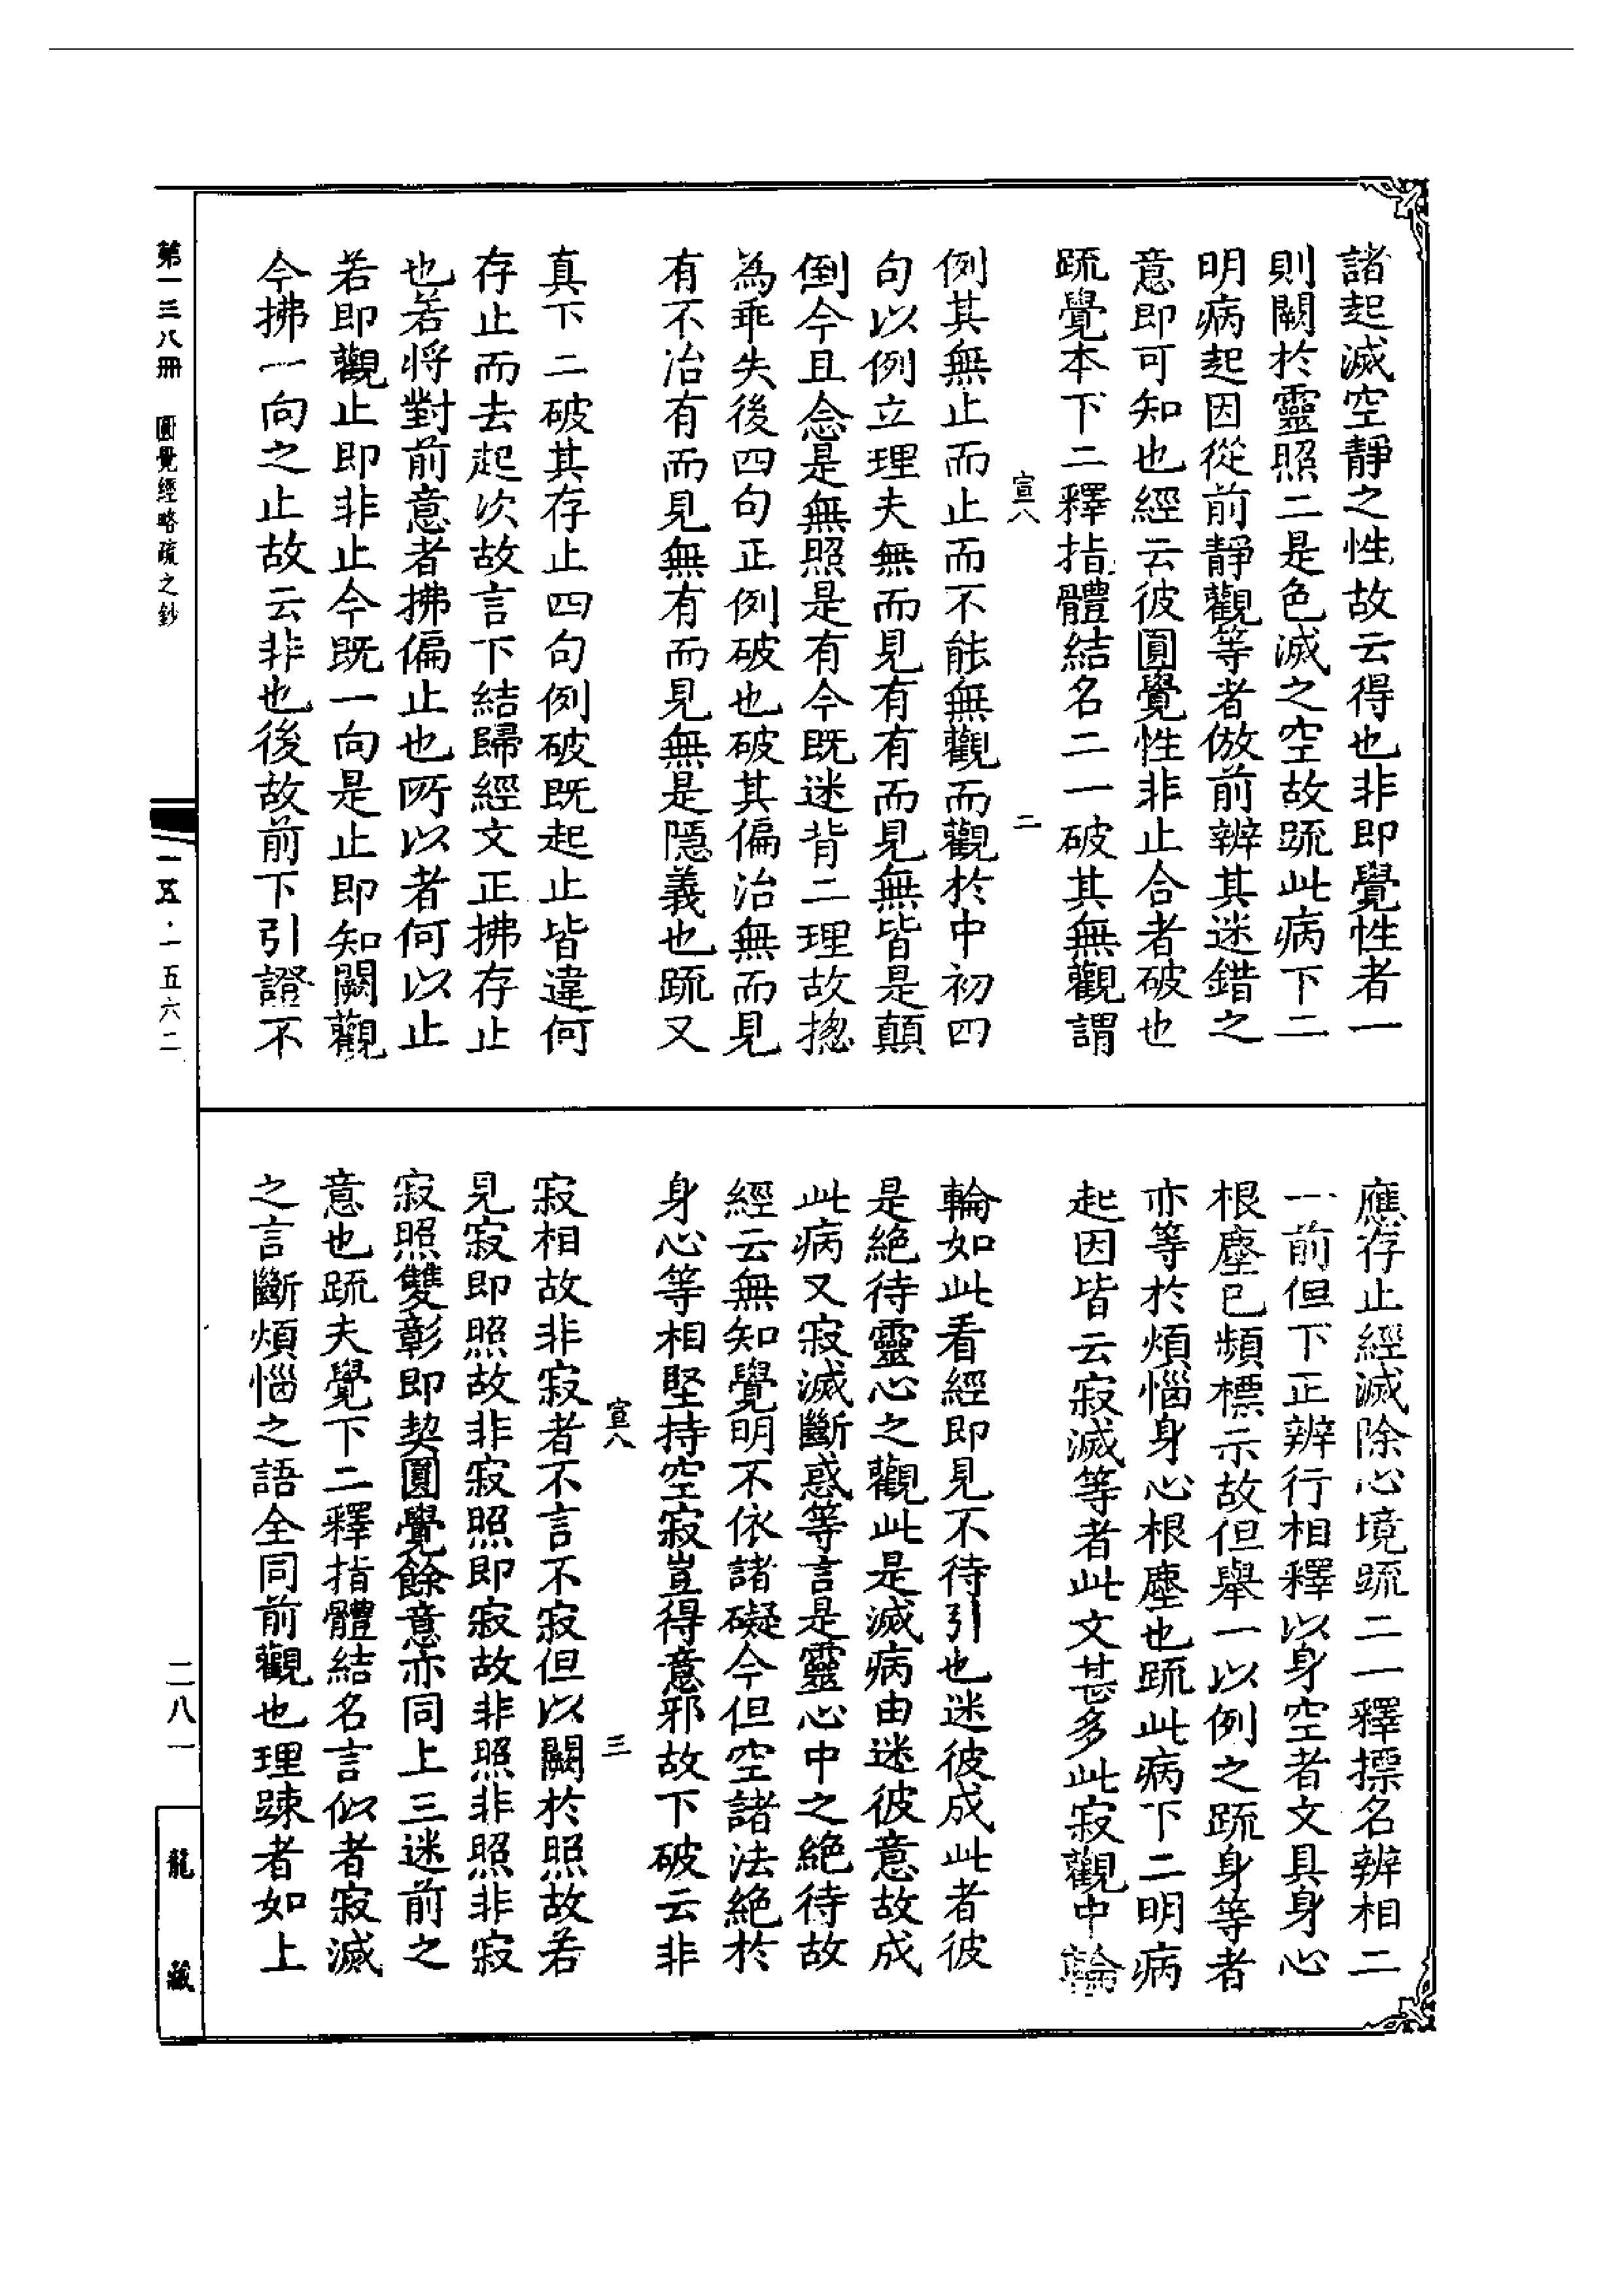 諸起滅空靜之性故云得也非即覺性者一
則闕於靈照二是色滅之空故䟽此病下二
明病起因從前靜觀等者倣前辨其迷錯之
意即可知也經云彼圓覺性非止合者破也
䟽覺本下二釋指體結名二一破其無觀謂
宣八 二
例其無止而止而不能無觀而觀於中初四
句以例立理夫無而見有有而見無皆是顛
倒今且念是無照是有今既迷背二理故揔
為乖失後四句正例破也破其偏治無而見
有不冶有而見無有而見無是隱義也䟽又
真下二破其存止四句例破既起止皆違何
存止而去起次故言下結歸經文正拂存止
也若將對前意者拂偏止也所以者何以止
若即觀止即非止今既一向是止即知闕觀
今拂一向之止故云非也後故前下引證不
應存止經滅除心境䟽二一釋摽名辨相二
一前但下正辨行相釋以身空者文具身心
根塵已頻標示故但舉一以例之䟽身等者
亦等於煩惱身心根塵也䟽此病下二明病
起因皆云寂滅等者此文甚多此寂觀中輪
輪如此看經即見不待引也迷彼成此者彼
是絶待靈心之觀此是滅病由迷彼意故成
此病又寂滅斷惑等言是靈心中之絶待故
經云無知覺明不依諸礙今但空諸法絶於
身心等相堅持空寂豈得意邪故下破云非
宣八 三
寂相故非寂者不言不寂但以闕於照故若
見寂即照故非寂照即寂故非照非照非寂
寂照雙彰即契圓覺餘意亦同上三迷前之
意也䟽夫覺下二釋指體結名言似者寂滅
之言斷煩惱之語全同前觀也理踈者如上
第一三八冊 圓覺經略疏之鈔
一五·一五六二
二八一
龍藏